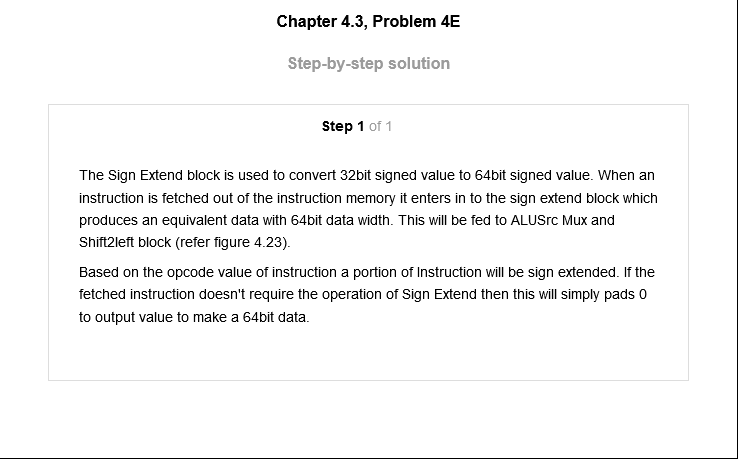 Chapter 4.3, Problem 4E
Step-by-step solution
Step 1 of 1
The Sign Extend block is used to convert 32bit signed value to 64bit signed value. When an
instruction is fetched out of the instruction memory it enters in to the sign extend block which
produces an equivalent data with 64bit data width. This will be fed to ALUSrc Mux and
Shift2left block (refer figure 4.23).
Based on the opcode value of instruction a portion of Instruction will be sign extended. If the
fetched instruction doesn't require the operation of Sign Extend then this will simply pads 0
to output value to make a 64bit data.